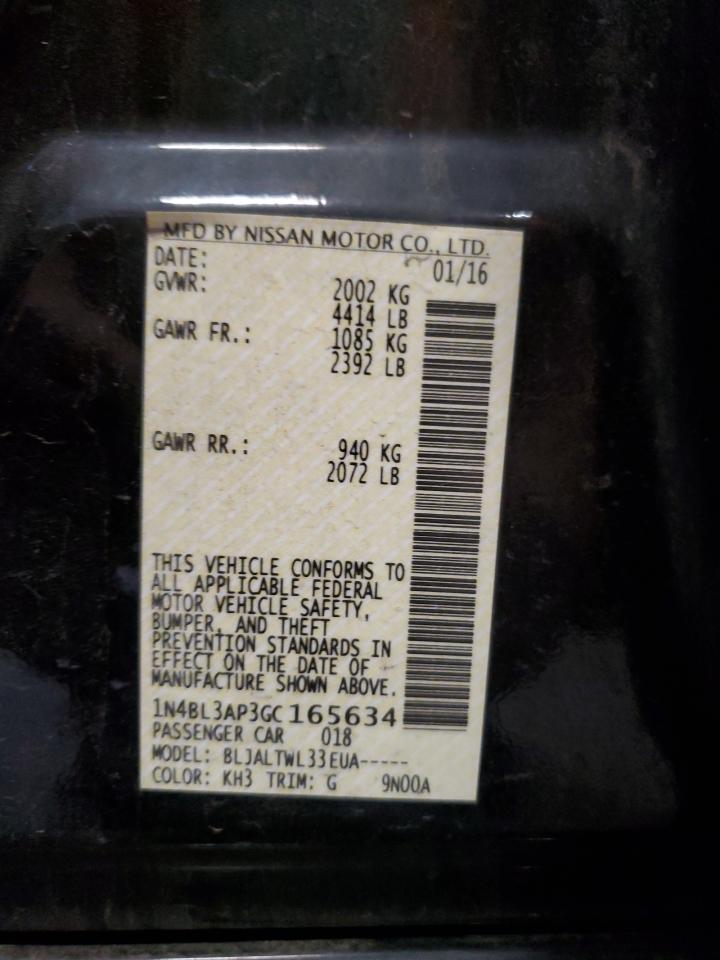 MFD BY NISSAN MOTOR CO., LTD.
DATE: 01/16
GVWR: 2002 KG
4414 LB
GAWR FR.: 1085 KG
2392 LB
GAWR RR.: 940 KG
2072 LB
THIS VEHICLE CONFORMS TO
ALL APPLICABLE FEDERAL
MOTOR VEHICLE SAFETY,
BUMPER, AND THEFT
PREVENTION STANDARDS IN
EFFECT ON THE DATE OF
MANUFACTURE SHOWN ABOVE.
1N4BL3AP3GC165634
PASSENGER CAR 018
MODEL: BLJALTWL33EUA-----
COLOR: KH3 TRIM: G 9N00A